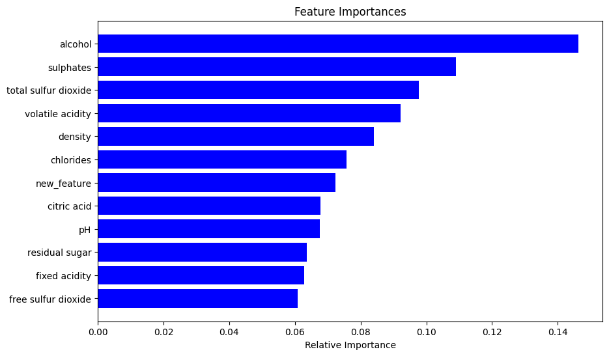 Feature Importances
alcohol
sulphates
total sulfur dioxide
volatile acidity
density
chlorides
new_feature
citric acid
pH
residual sugar
fixed acidity
free sulfur dioxide
0.00 0.02 0.04 0.06 0.08 0.10 0.12 0.14
Relative Importance